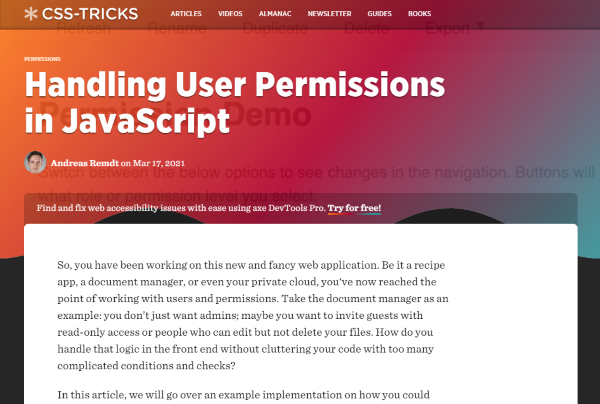 CSS-TRICKS ARTICLES VIDEOS ALMANAC NEWSLETTER GUIDES BOOKS
Refresh Rename Duplicate Delete Export ▼
PERMISSIONS
Handling User Permissions
in JavaScript
Permission Demo
Andreas Remdt on Mar 17, 2021
Switch between the below options to see changes in the navigation. Buttons will
what role or permission level you select.
Find and fix web accessibility issues with ease using axe DevTools Pro. Try for free!
So, you have been working on this new and fancy web application. Be it a recipe
app, a document manager, or even your private cloud, you've now reached the
point of working with users and permissions. Take the document manager as an
example: you don't just want admins; maybe you want to invite guests with
read-only access or people who can edit but not delete your files. How do you
handle that logic in the front end without cluttering your code with too many
complicated conditions and checks?
In this article, we will go over an example implementation on how you could